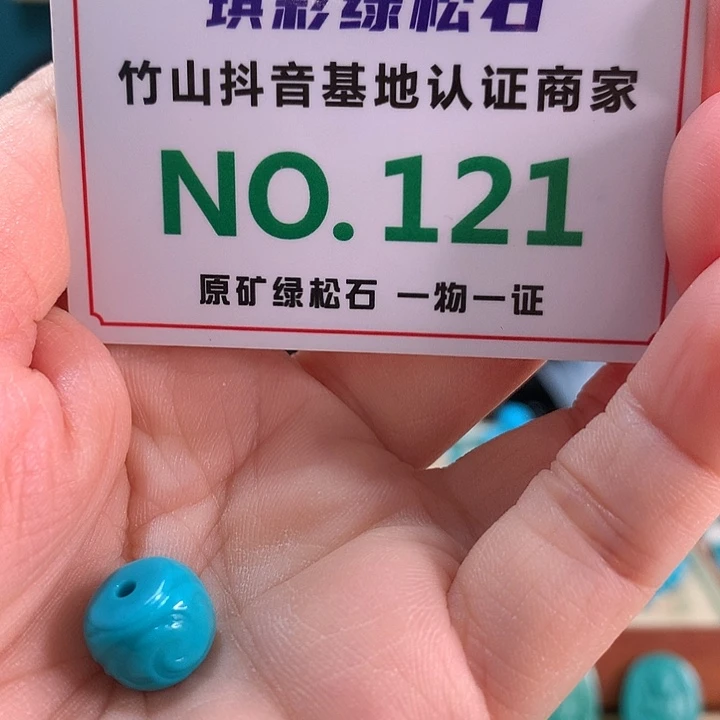 琪彩绿松石
竹山抖音基地认证商家
NO.121
原矿绿松石 一物一证